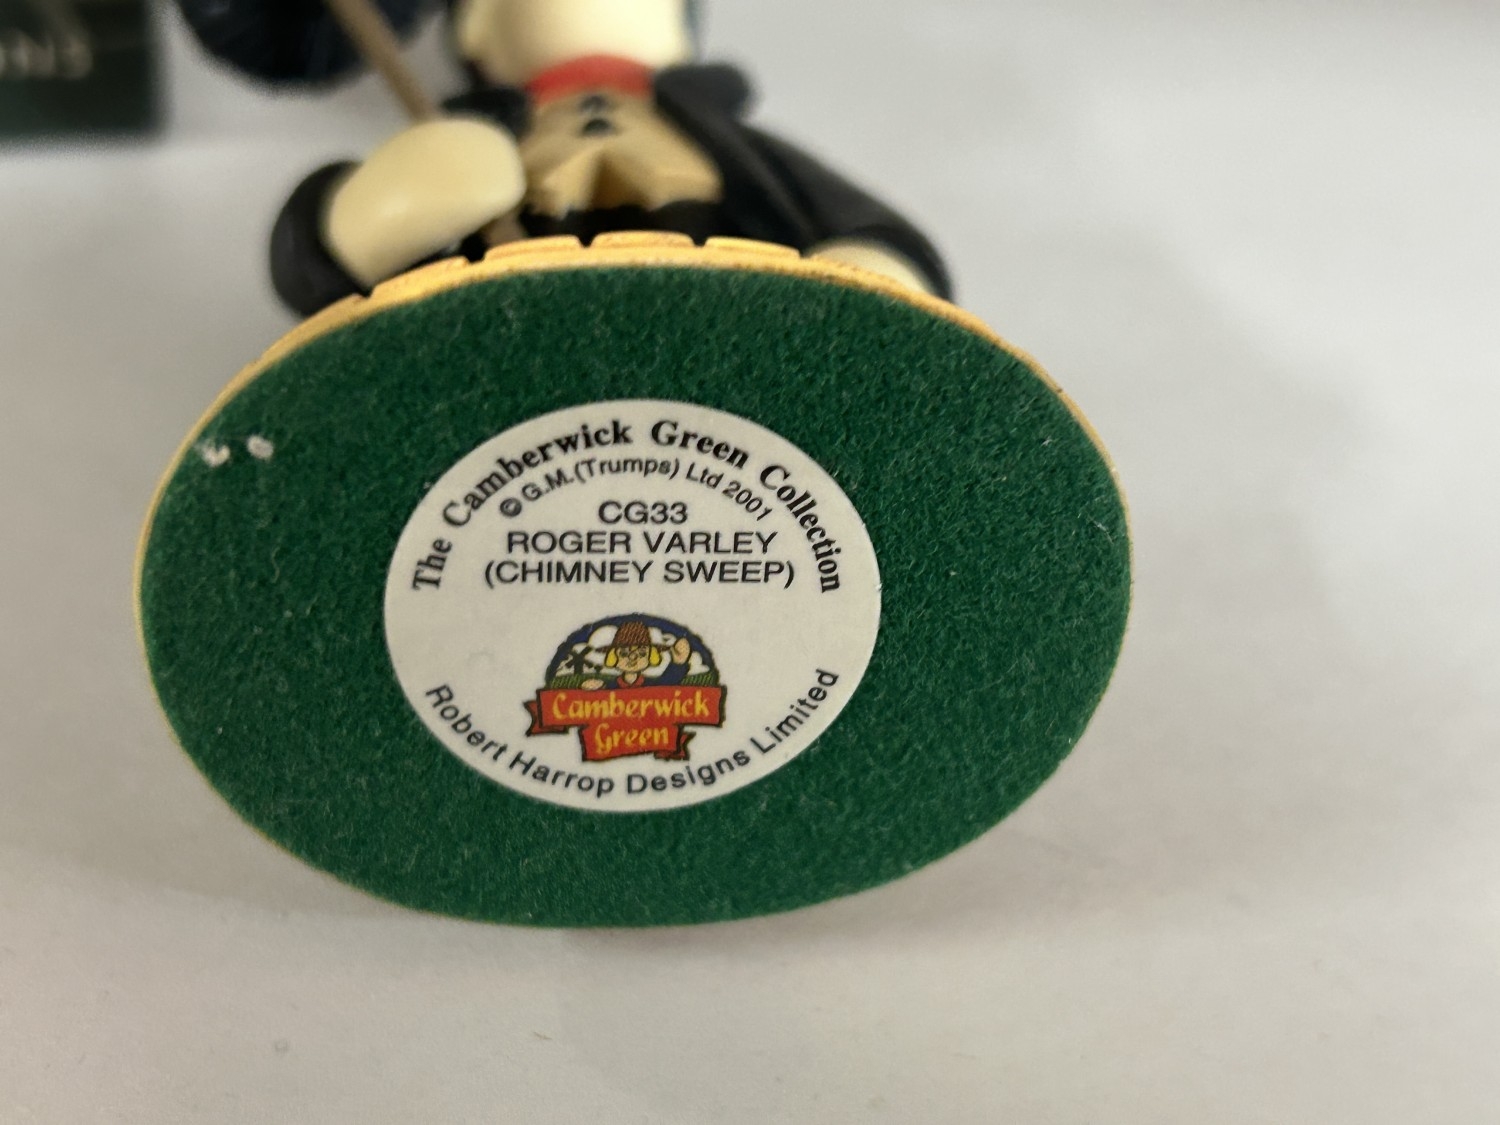 The Camberwick Green Collection
© G.M.(Trumps) Ltd 2001
CG33
ROGER VARLEY
(CHIMNEY SWEEP)
Camberwick
Green
Robert Harrop Designs Limited